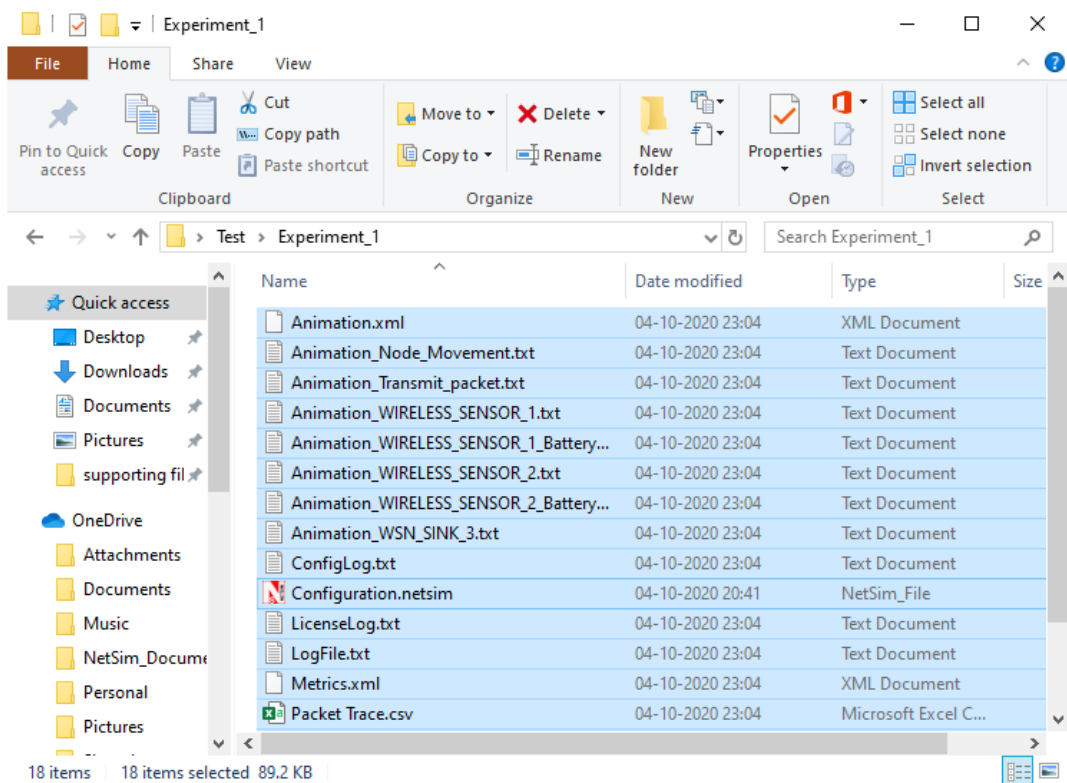 Experiment_1
File Home Share View
Pin to Quick access
Copy
Paste
Cut
Copy path
Paste shortcut
Clipboard
Move to
Copy to
Delete
Rename
Organize
New folder
New
Properties
Open
Select all
Select none
Invert selection
Select
Test > Experiment_1
Search Experiment_1
Quick access
Desktop
Downloads
Documents
Pictures
supporting fil
OneDrive
Attachments
Documents
Music
NetSim_Docume
Personal
Pictures
Name Date modified Type Size
Animation.xml 04-10-2020 23:04 XML Document
Animation_Node_Movement.txt 04-10-2020 23:04 Text Document
Animation_Transmit_packet.txt 04-10-2020 23:04 Text Document
Animation_WIRELESS_SENSOR_1.txt 04-10-2020 23:04 Text Document
Animation_WIRELESS_SENSOR_1_Battery... 04-10-2020 23:04 Text Document
Animation_WIRELESS_SENSOR_2.txt 04-10-2020 23:04 Text Document
Animation_WIRELESS_SENSOR_2_Battery... 04-10-2020 23:04 Text Document
Animation_WSN_SINK_3.txt 04-10-2020 23:04 Text Document
ConfigLog.txt 04-10-2020 23:04 Text Document
Configuration.netsim 04-10-2020 20:41 NetSim_File
LicenseLog.txt 04-10-2020 23:04 Text Document
LogFile.txt 04-10-2020 23:04 Text Document
Metrics.xml 04-10-2020 23:04 XML Document
Packet Trace.csv 04-10-2020 23:04 Microsoft Excel C...
18 items 18 items selected 89.2 KB